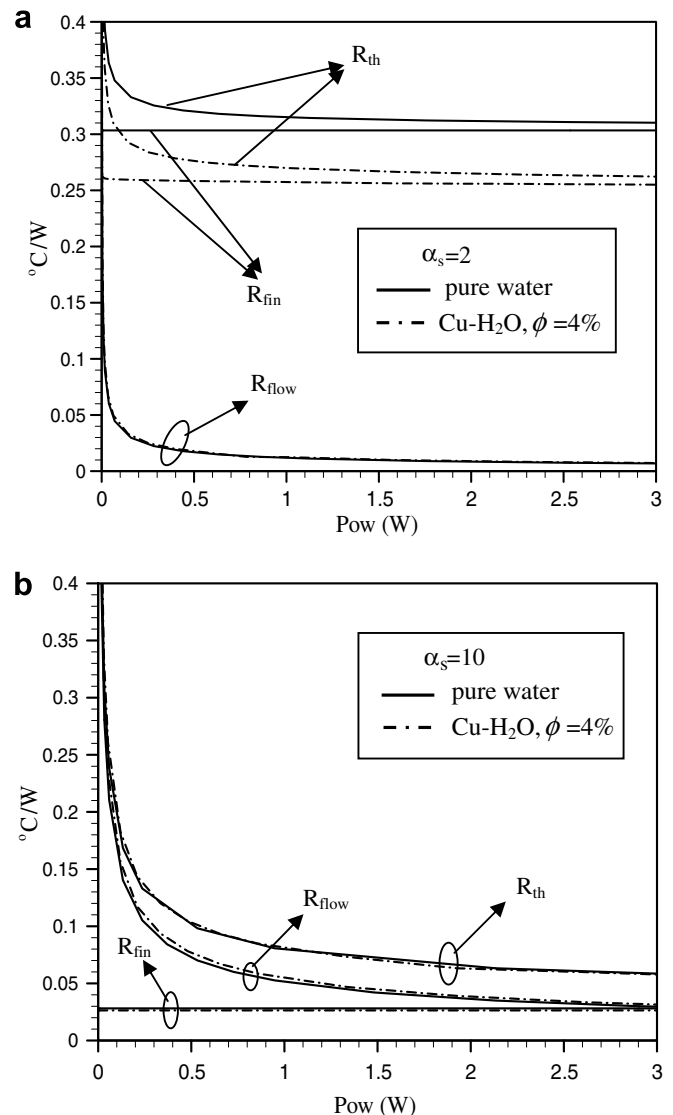 a
0.4
0.35
0.3
0.25
0.2
0.15
0.1
0.05
0
°C/W
R_th
R_fin
R_flow
α_s=2
pure water
Cu-H₂O, ϕ =4%
0 0.5 1 1.5 2 2.5 3
Pow (W)
b
0.4
0.35
0.3
0.25
0.2
0.15
0.1
0.05
0
°C/W
α_s=10
pure water
Cu-H₂O, ϕ =4%
R_th
R_flow
R_fin
0 0.5 1 1.5 2 2.5 3
Pow (W)